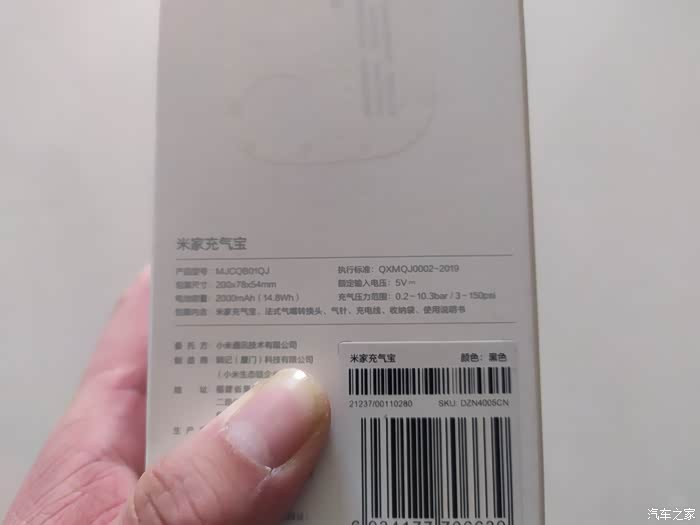 米家充气宝
产品型号：MJCQB01QJ
包装尺寸：200x78x54mm
电池容量：2000mAh（14.8Wh）
包装内含：米家充气宝、法式气嘴转换头、气针、充电线、收纳袋、使用说明书
执行标准：QXMQJ0002-2019
额定输入电压：5V⎓
充气压力范围：0.2~10.3bar / 3~150psi
委托方：小米通讯技术有限公司
制造商：骑记（厦门）科技有限公司
（小米生态链企
地 址：福建省
生产
米家充气宝 颜色：黑色
21237/00110280 SKU: DZN4005CN
汽车之家